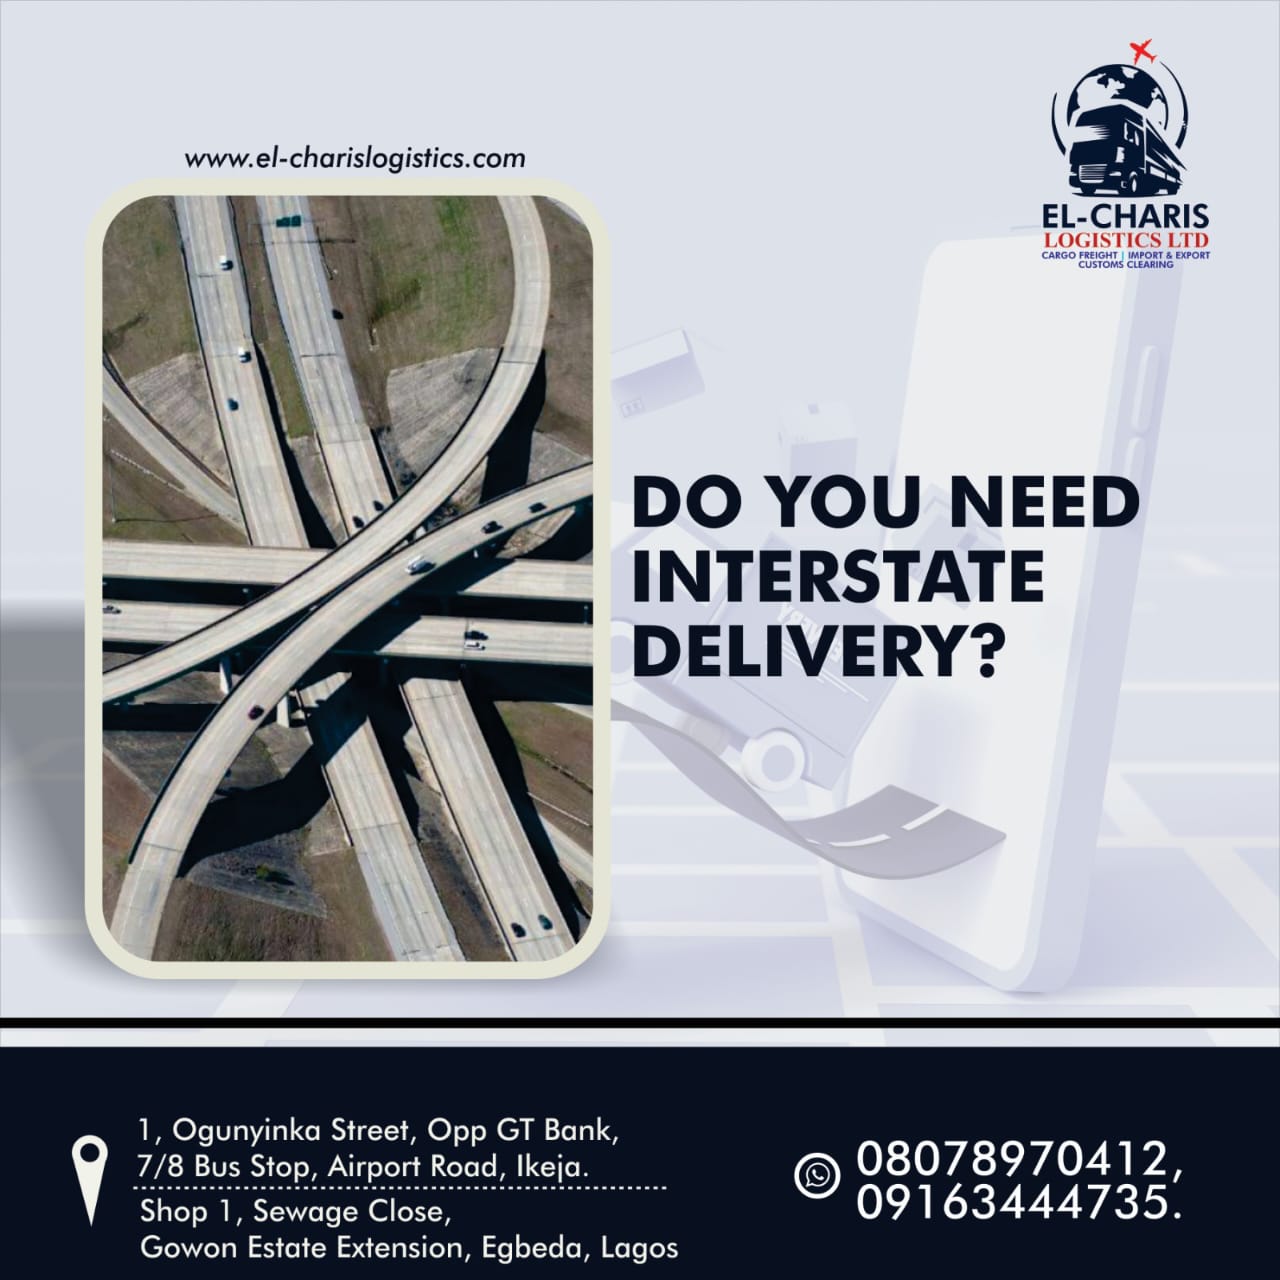 www.el-charislogistics.com
EL-CHARIS
LOGISTICS LTD
CARGO FREIGHT | IMPORT & EXPORT
CUSTOMS CLEARING
DO YOU NEED
INTERSTATE
DELIVERY?
1, Ogunyinka Street, Opp GT Bank,
7/8 Bus Stop, Airport Road, Ikeja.
Shop 1, Sewage Close,
Gowon Estate Extension, Egbeda, Lagos
08078970412,
09163444735.